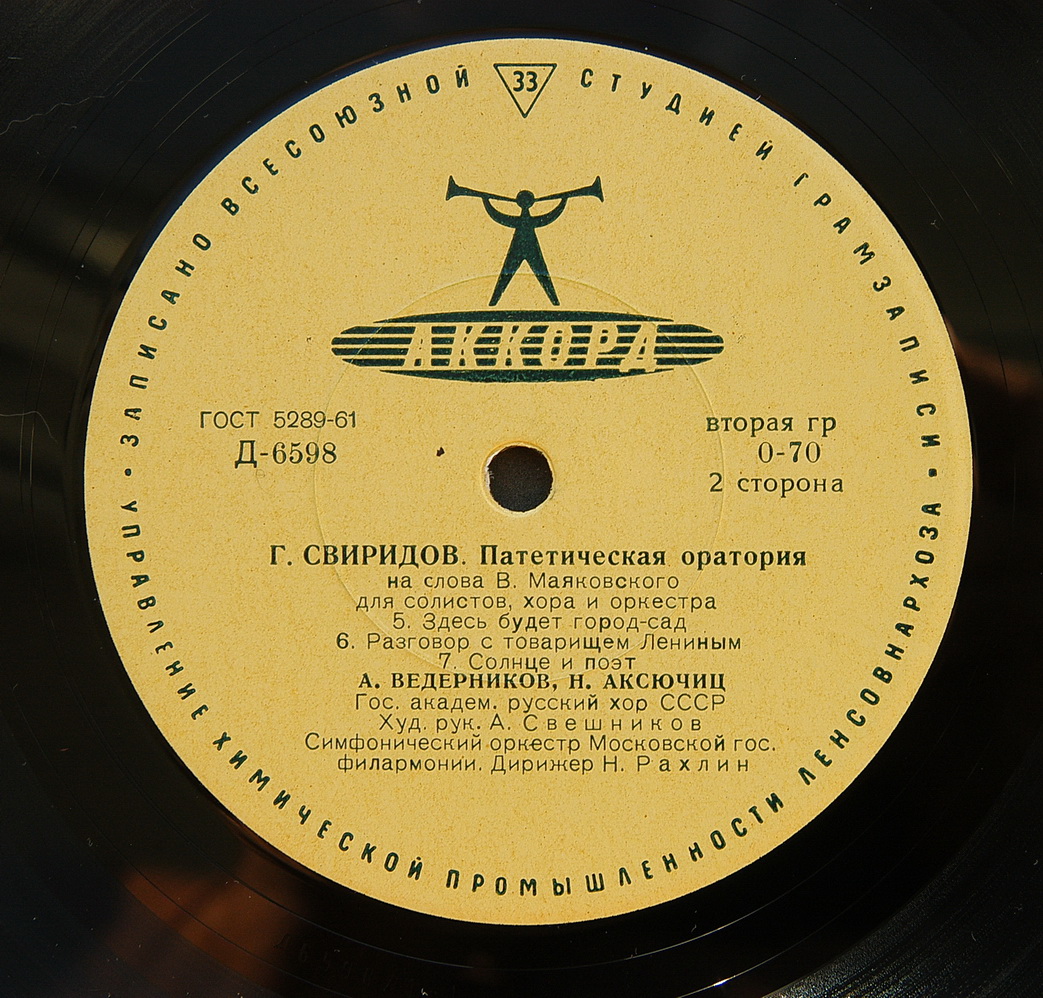 ЗАПИСАНО ВСЕСОЮЗНОЙ 33 СТУДИЕЙ ГРАМЗАПИСИ
АККОРД
ГОСТ 5289-61
Д-6598
вторая гр
0-70
2 сторона
Г. СВИРИДОВ. Патетическая оратория
на слова В. Маяковского
для солистов, хора и оркестра
5. Здесь будет город-сад
6. Разговор с товарищем Лениным
7. Солнце и поэт
А. ВЕДЕРНИКОВ, Н. АКСЮЧИЦ
Гос. академ. русский хор СССР
Худ. рук. А. Свешников
Симфонический оркестр Московской гос.
филармонии. Дирижер Н. Рахлин
• УПРАВЛЕНИЕ ХИМИЧЕСКОЙ ПРОМЫШЛЕННОСТИ ЛЕНСОВНАРХОЗА •